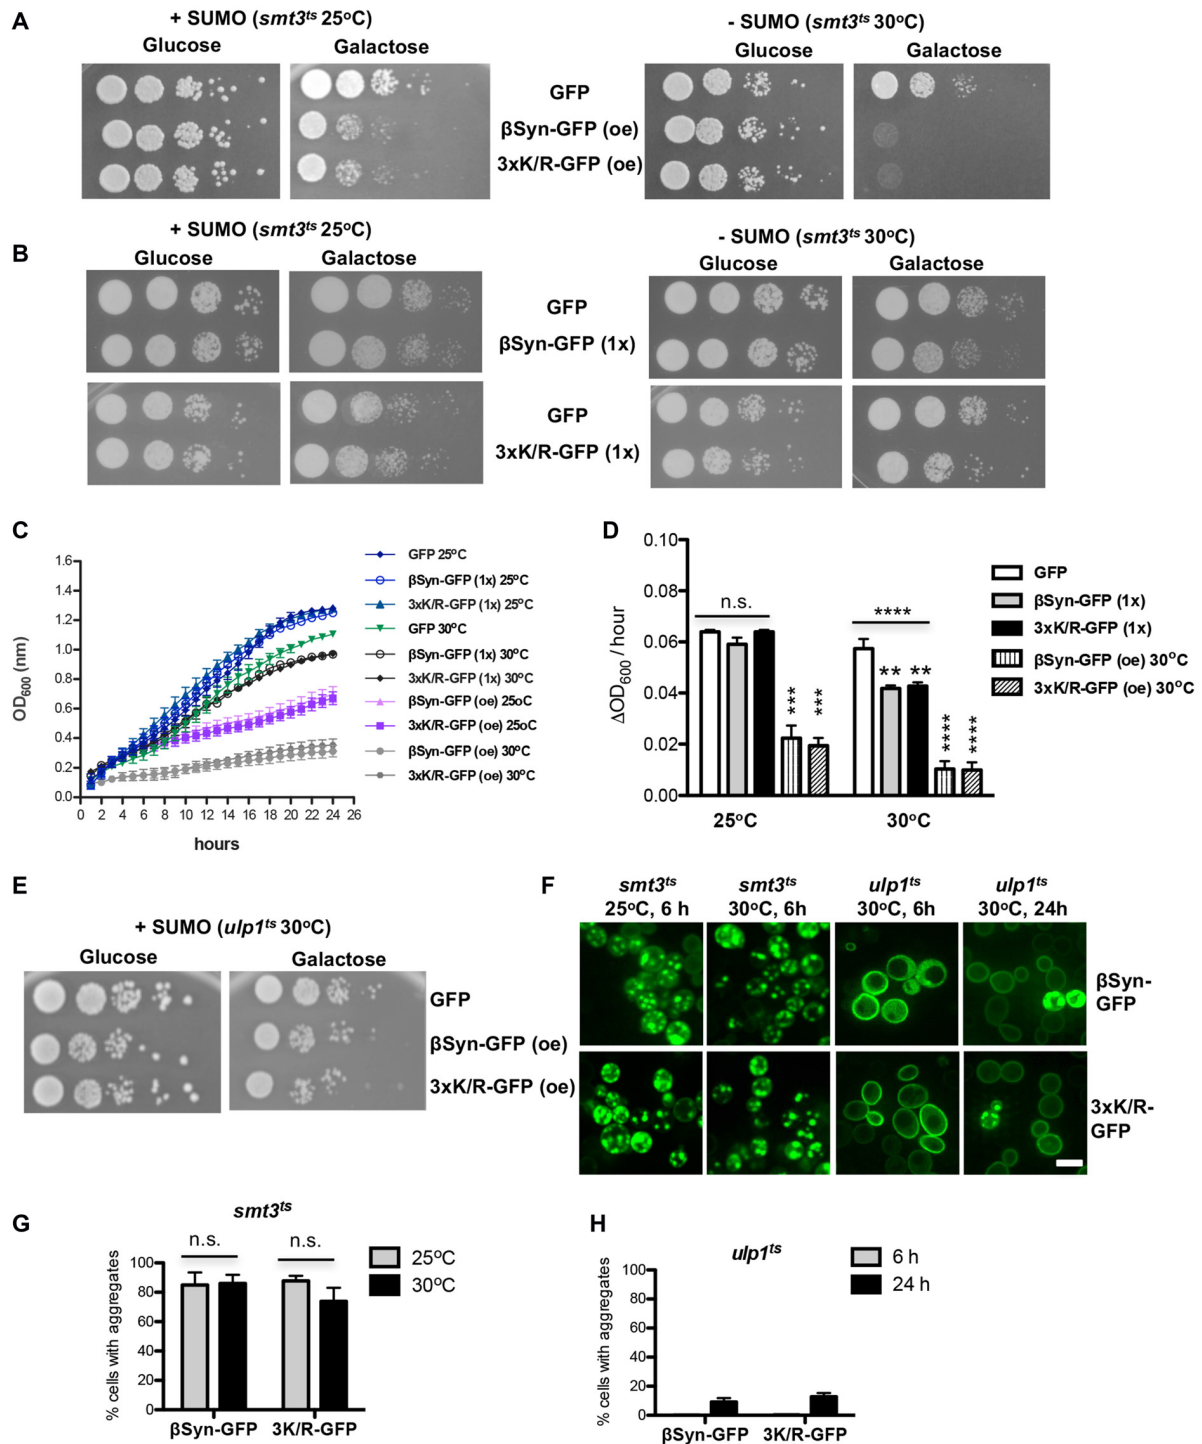 A
+ SUMO (smt3ts 25oC)
Glucose
Galactose
- SUMO (smt3ts 30oC)
Glucose
Galactose
GFP
βSyn-GFP (oe)
3xK/R-GFP (oe)
B
+ SUMO (smt3ts 25oC)
Glucose
Galactose
- SUMO (smt3ts 30oC)
Glucose
Galactose
GFP
βSyn-GFP (1x)
GFP
3xK/R-GFP (1x)
C
OD600 (nm)
1.6
1.4
1.2
1.0
0.8
0.6
0.4
0.2
0.0
0 2 4 6 8 10 12 14 16 18 20 22 24 26
hours
GFP 25oC
βSyn-GFP (1x) 25oC
3xK/R-GFP (1x) 25oC
GFP 30oC
βSyn-GFP (1x) 30oC
3xK/R-GFP (1x) 30oC
βSyn-GFP (oe) 25oC
3xK/R-GFP (oe) 25oC
βSyn-GFP (oe) 30oC
3xK/R-GFP (oe) 30oC
D
ΔOD600 / hour
0.10
0.08
0.06
0.04
0.02
0.00
n.s.
***
***
****
**
**
****
****
25oC
30oC
GFP
βSyn-GFP (1x)
3xK/R-GFP (1x)
βSyn-GFP (oe) 30oC
3xK/R-GFP (oe) 30oC
E
+ SUMO (ulp1ts 30oC)
Glucose
Galactose
GFP
βSyn-GFP (oe)
3xK/R-GFP (oe)
F
smt3ts
25oC, 6 h
smt3ts
30oC, 6h
ulp1ts
30oC, 6h
ulp1ts
30oC, 24h
βSyn-
GFP
3xK/R-
GFP
G
smt3ts
% cells with aggregates
100
80
60
40
20
0
n.s.
n.s.
βSyn-GFP
3K/R-GFP
25oC
30oC
H
ulp1ts
% cells with aggregates
100
80
60
40
20
0
βSyn-GFP
3K/R-GFP
6 h
24 h